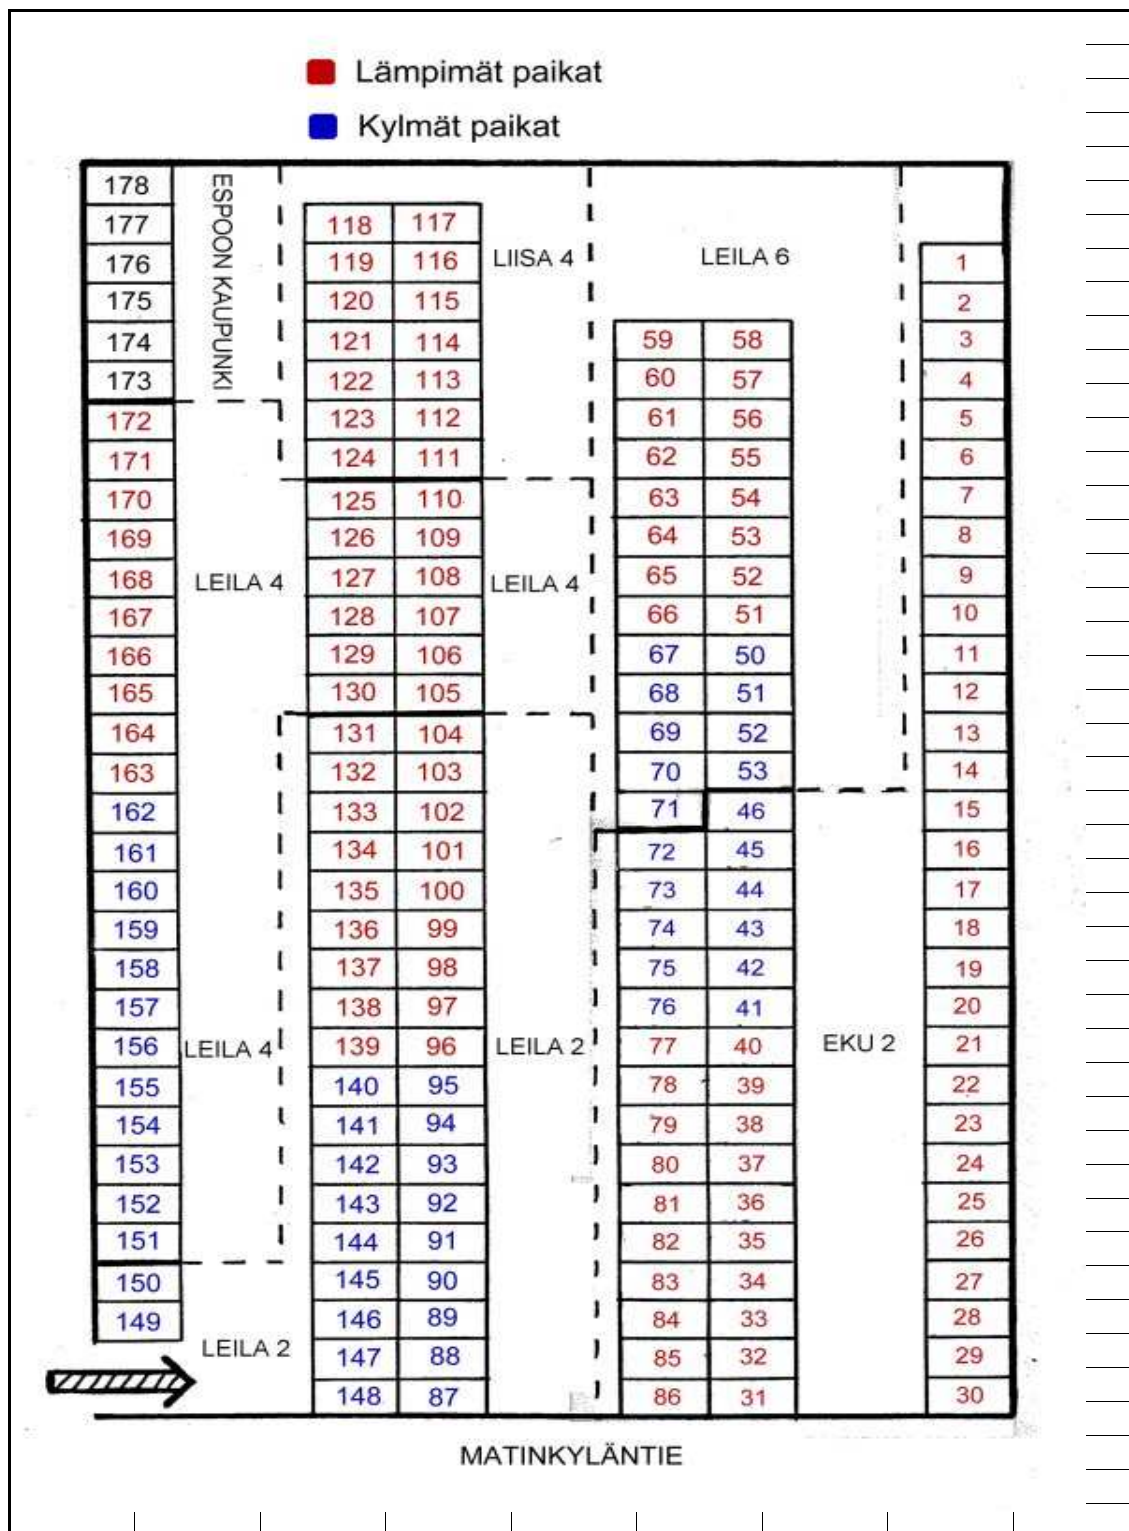 Lämpimät paikat
Kylmät paikat
178 ESPOON KAUPUNKI
177 118 117
176 119 116 LIISA 4 LEILA 6 1
175 120 115 2
174 121 114 59 58 3
173 122 113 60 57 4
172 123 112 61 56 5
171 124 111 62 55 6
170 125 110 63 54 7
169 126 109 64 53 8
168 LEILA 4 127 108 LEILA 4 65 52 9
167 128 107 66 51 10
166 129 106 67 50 11
165 130 105 68 51 12
164 131 104 69 52 13
163 132 103 70 53 14
162 133 102 71 46 15
161 134 101 72 45 16
160 135 100 73 44 17
159 136 99 74 43 18
158 137 98 75 42 19
157 138 97 76 41 20
156 LEILA 4 139 96 LEILA 2 77 40 EKU 2 21
155 140 95 78 39 22
154 141 94 79 38 23
153 142 93 80 37 24
152 143 92 81 36 25
151 144 91 82 35 26
150 145 90 83 34 27
149 146 89 84 33 28
LEILA 2 147 88 85 32 29
148 87 86 31 30
MATINKYLÄNTIE